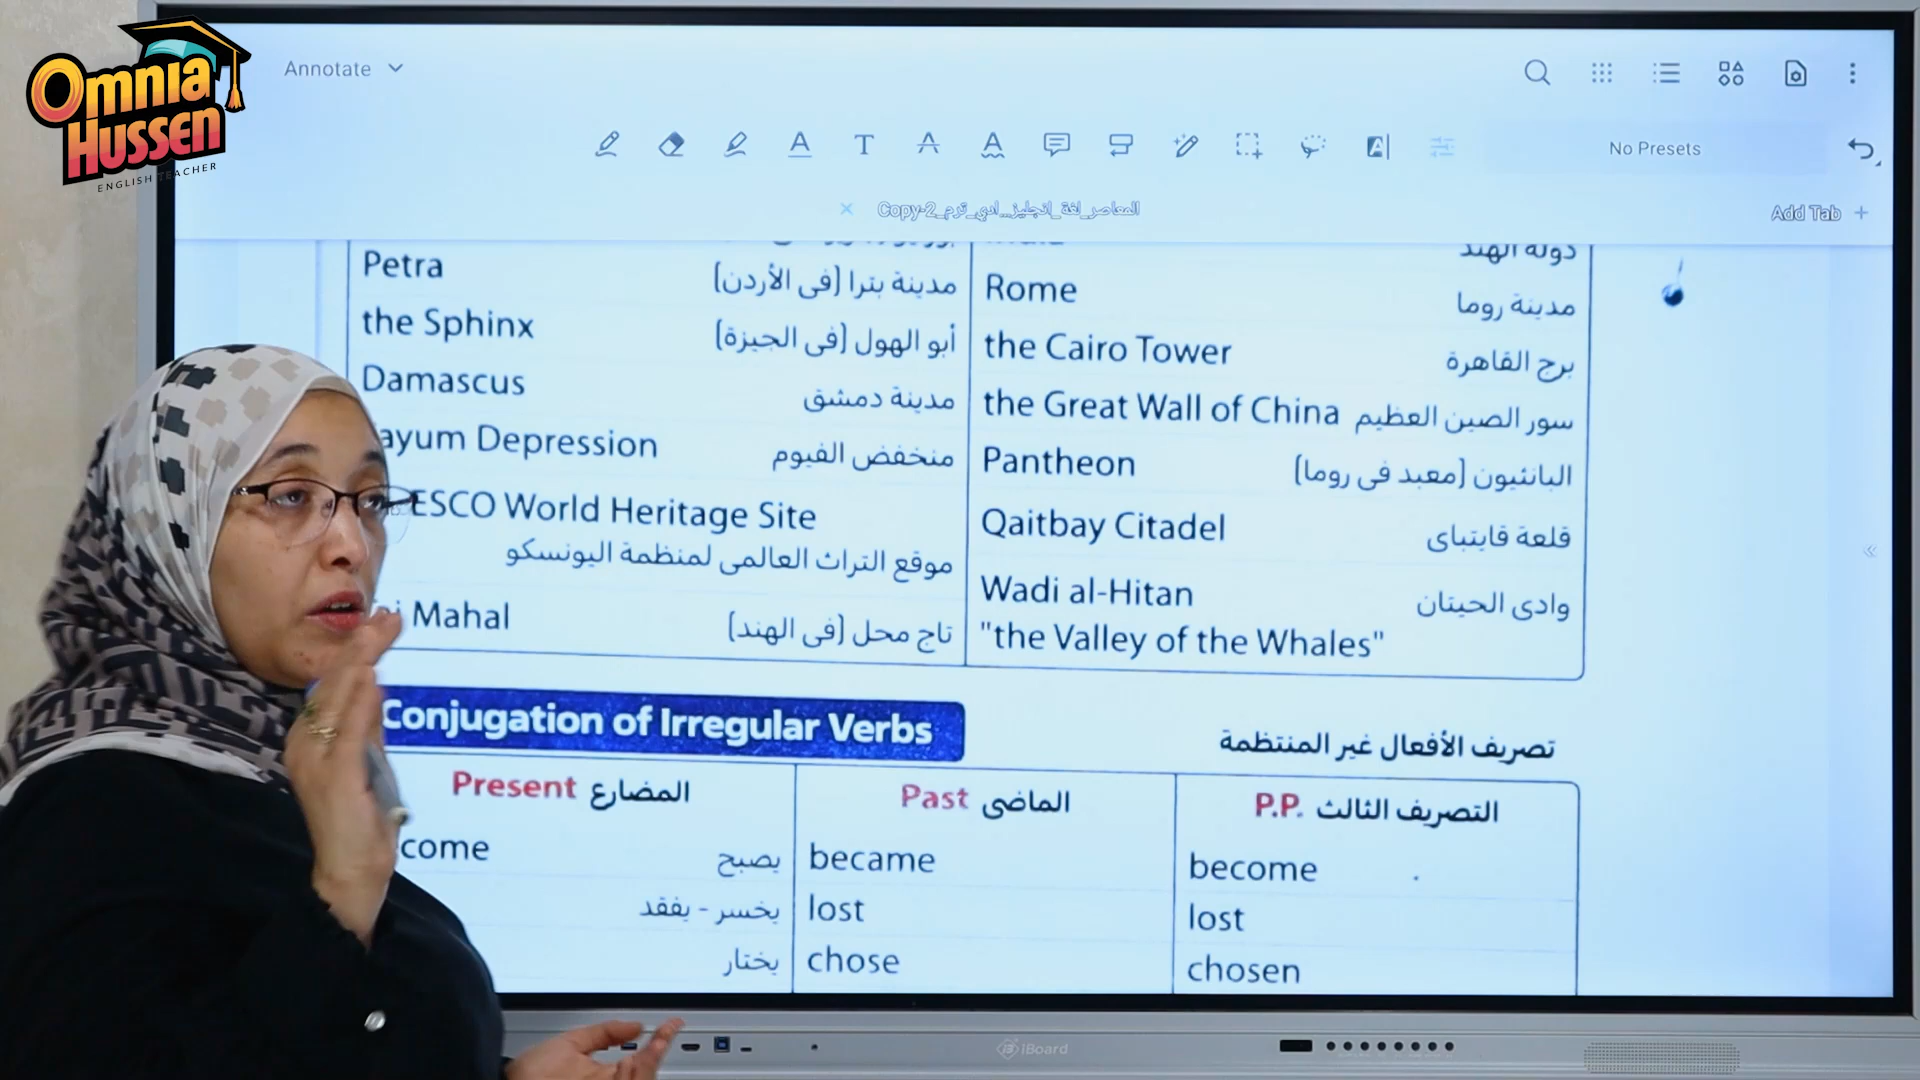 Omnia
Hussen
ENGLISH TEACHER
Annotate
No Presets
المعاصر_لغة_انجليز...ادي_ترم_2-Copy
Add Tab
دولة الهند
Petra مدينة بترا (فى الأردن)
Rome مدينة روما
the Sphinx أبو الهول (فى الجيزة)
the Cairo Tower برج القاهرة
Damascus مدينة دمشق
the Great Wall of China سور الصين العظيم
ayum Depression منخفض الفيوم
Pantheon البانثيون (معبد فى روما)
ESCO World Heritage Site
موقع التراث العالمى لمنظمة اليونسكو
Qaitbay Citadel قلعة قايتباى
Mahal تاج محل (فى الهند)
Wadi al-Hitan وادى الحيتان
"the Valley of the Whales"
Conjugation of Irregular Verbs تصريف الأفعال غير المنتظمة
Present المضارع Past الماضى P.P. التصريف الثالث
come يصبح became become
يخسر - يفقد lost lost
يختار chose chosen
iBoard